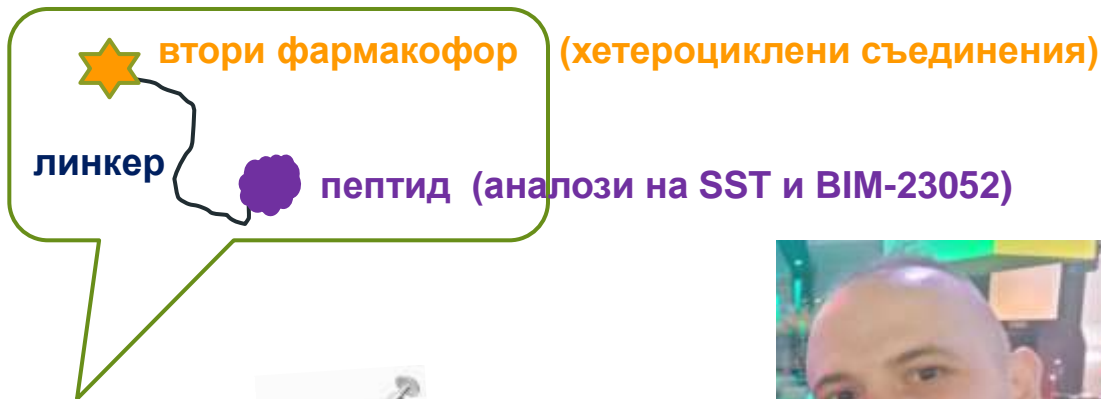 втори фармакофор (хетероциклени съединения)
линкер
пептид (аналози на SST и BIM-23052)